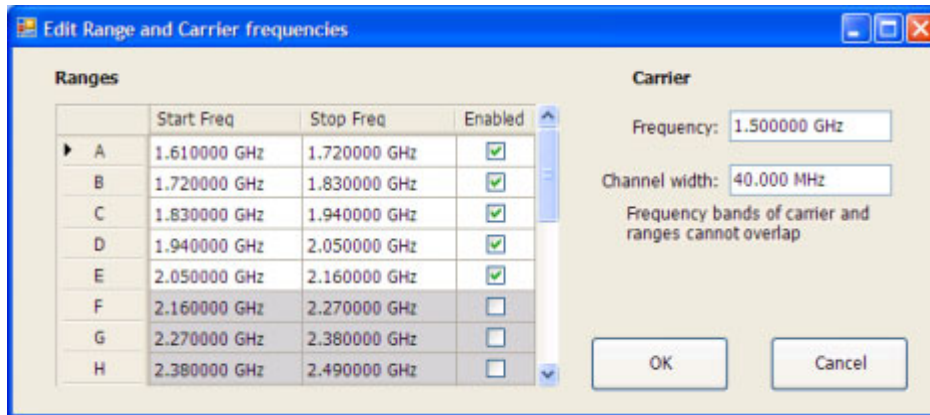 Edit Range and Carrier frequencies
Ranges
Start Freq Stop Freq Enabled
A 1.610000 GHz 1.720000 GHz
B 1.720000 GHz 1.830000 GHz
C 1.830000 GHz 1.940000 GHz
D 1.940000 GHz 2.050000 GHz
E 2.050000 GHz 2.160000 GHz
F 2.160000 GHz 2.270000 GHz
G 2.270000 GHz 2.380000 GHz
H 2.380000 GHz 2.490000 GHz
Carrier
Frequency: 1.500000 GHz
Channel width: 40.000 MHz
Frequency bands of carrier and
ranges cannot overlap
OK Cancel